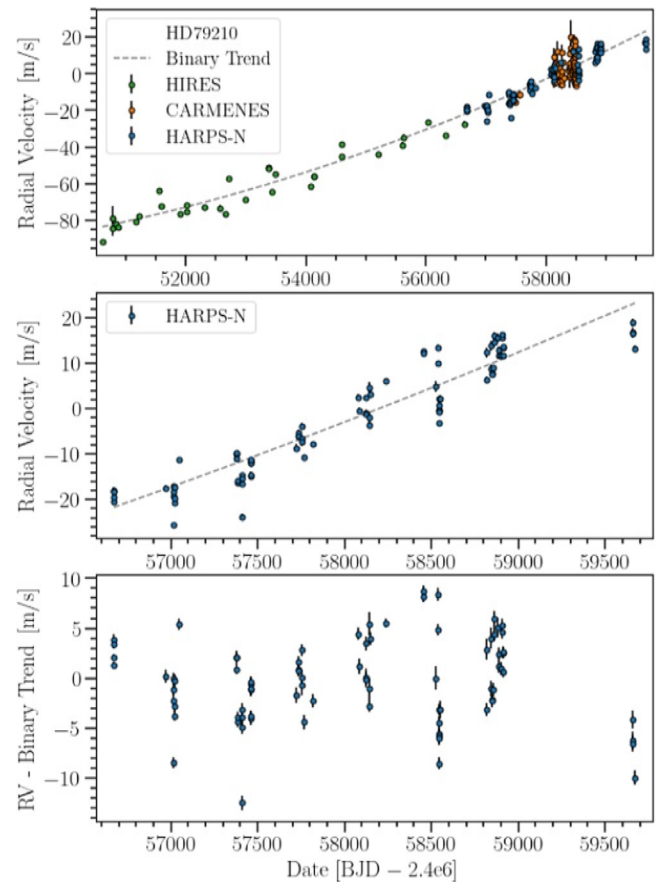 HD79210
Binary Trend
HIRES
CARMENES
HARPS-N
Radial Velocity [m/s]
20
0
−20
−40
−60
−80
52000 54000 56000 58000
HARPS-N
Radial Velocity [m/s]
20
10
0
−10
−20
57000 57500 58000 58500 59000 59500
RV - Binary Trend [m/s]
10
5
0
−5
−10
57000 57500 58000 58500 59000 59500
Date [BJD − 2.4e6]